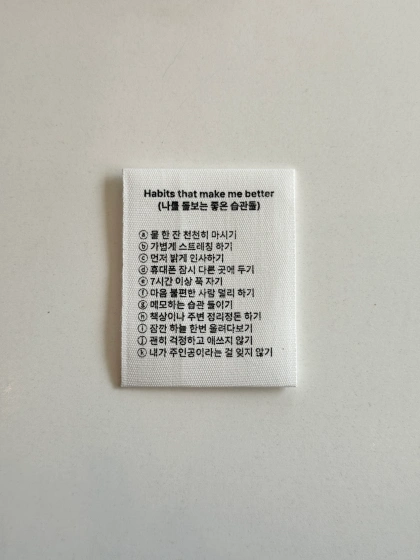 Habits that make me better
(나를 돌보는 좋은 습관들)
ⓐ 물 한 잔 천천히 마시기
ⓑ 가볍게 스트레칭 하기
ⓒ 먼저 밝게 인사하기
ⓓ 휴대폰 잠시 다른 곳에 두기
ⓔ 7시간 이상 푹 자기
ⓕ 마음 불편한 사람 멀리 하기
ⓖ 메모하는 습관 들이기
ⓗ 책상이나 주변 정리정돈 하기
ⓘ 잠깐 하늘 한번 올려다보기
ⓙ 괜히 걱정하고 애쓰지 않기
ⓚ 내가 주인공이라는 걸 잊지 않기